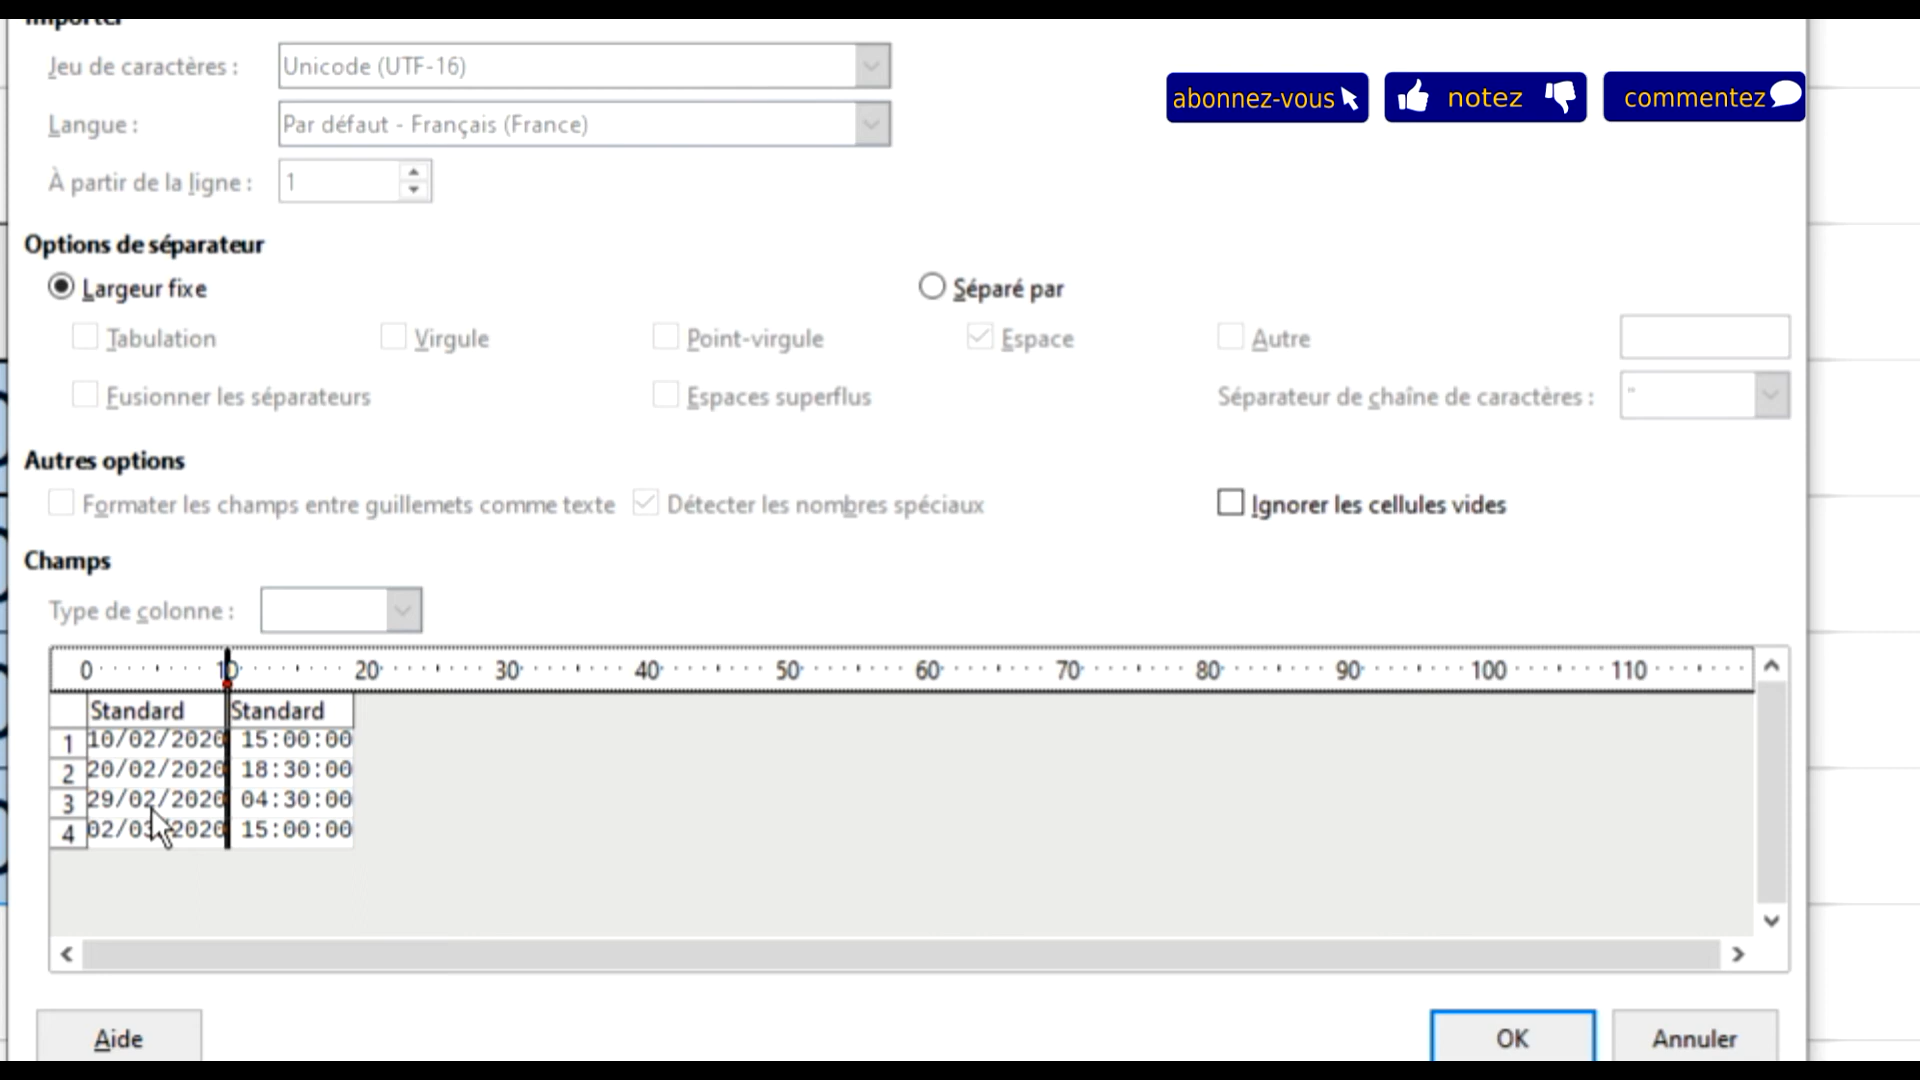 Importer
Jeu de caractères :
Unicode (UTF-16)
abonnez-vous
notez
commentez
Langue :
Par défaut - Français (France)
À partir de la ligne :
1
Options de séparateur
Largeur fixe
Séparé par
Tabulation
Virgule
Point-virgule
Espace
Autre
Fusionner les séparateurs
Espaces superflus
Séparateur de chaîne de caractères :
"
Autres options
Formater les champs entre guillemets comme texte
Détecter les nombres spéciaux
Ignorer les cellules vides
Champs
Type de colonne :
0 10 20 30 40 50 60 70 80 90 100 110
Standard Standard
1 10/02/2020 15:00:00
2 20/02/2020 18:30:00
3 29/02/2020 04:30:00
4 02/03/2020 15:00:00
Aide
OK
Annuler